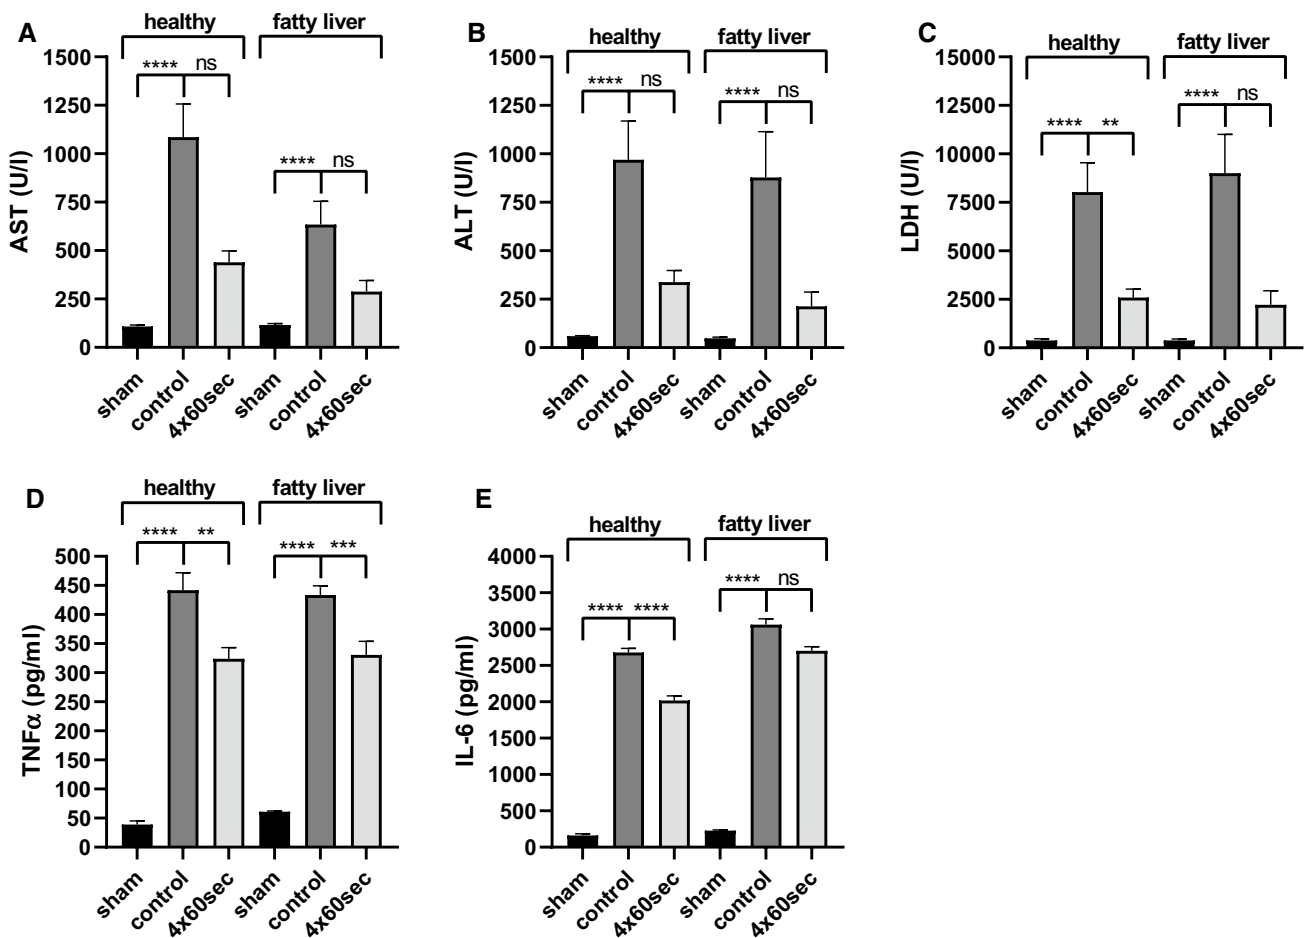 A
healthy
fatty liver
**** ns
**** ns
AST (U/l)
1500
1250
1000
750
500
250
0
sham
control
4x60sec
sham
control
4x60sec
B
healthy
fatty liver
**** ns
**** ns
ALT (U/l)
1500
1250
1000
750
500
250
0
sham
control
4x60sec
sham
control
4x60sec
C
healthy
fatty liver
**** **
**** ns
LDH (U/l)
15000
12500
10000
7500
5000
2500
0
sham
control
4x60sec
sham
control
4x60sec
D
healthy
fatty liver
**** **
**** ***
TNFα (pg/ml)
500
450
400
350
300
250
200
150
100
50
0
sham
control
4x60sec
sham
control
4x60sec
E
healthy
fatty liver
**** ****
**** ns
IL-6 (pg/ml)
4000
3500
3000
2500
2000
1500
1000
500
0
sham
control
4x60sec
sham
control
4x60sec